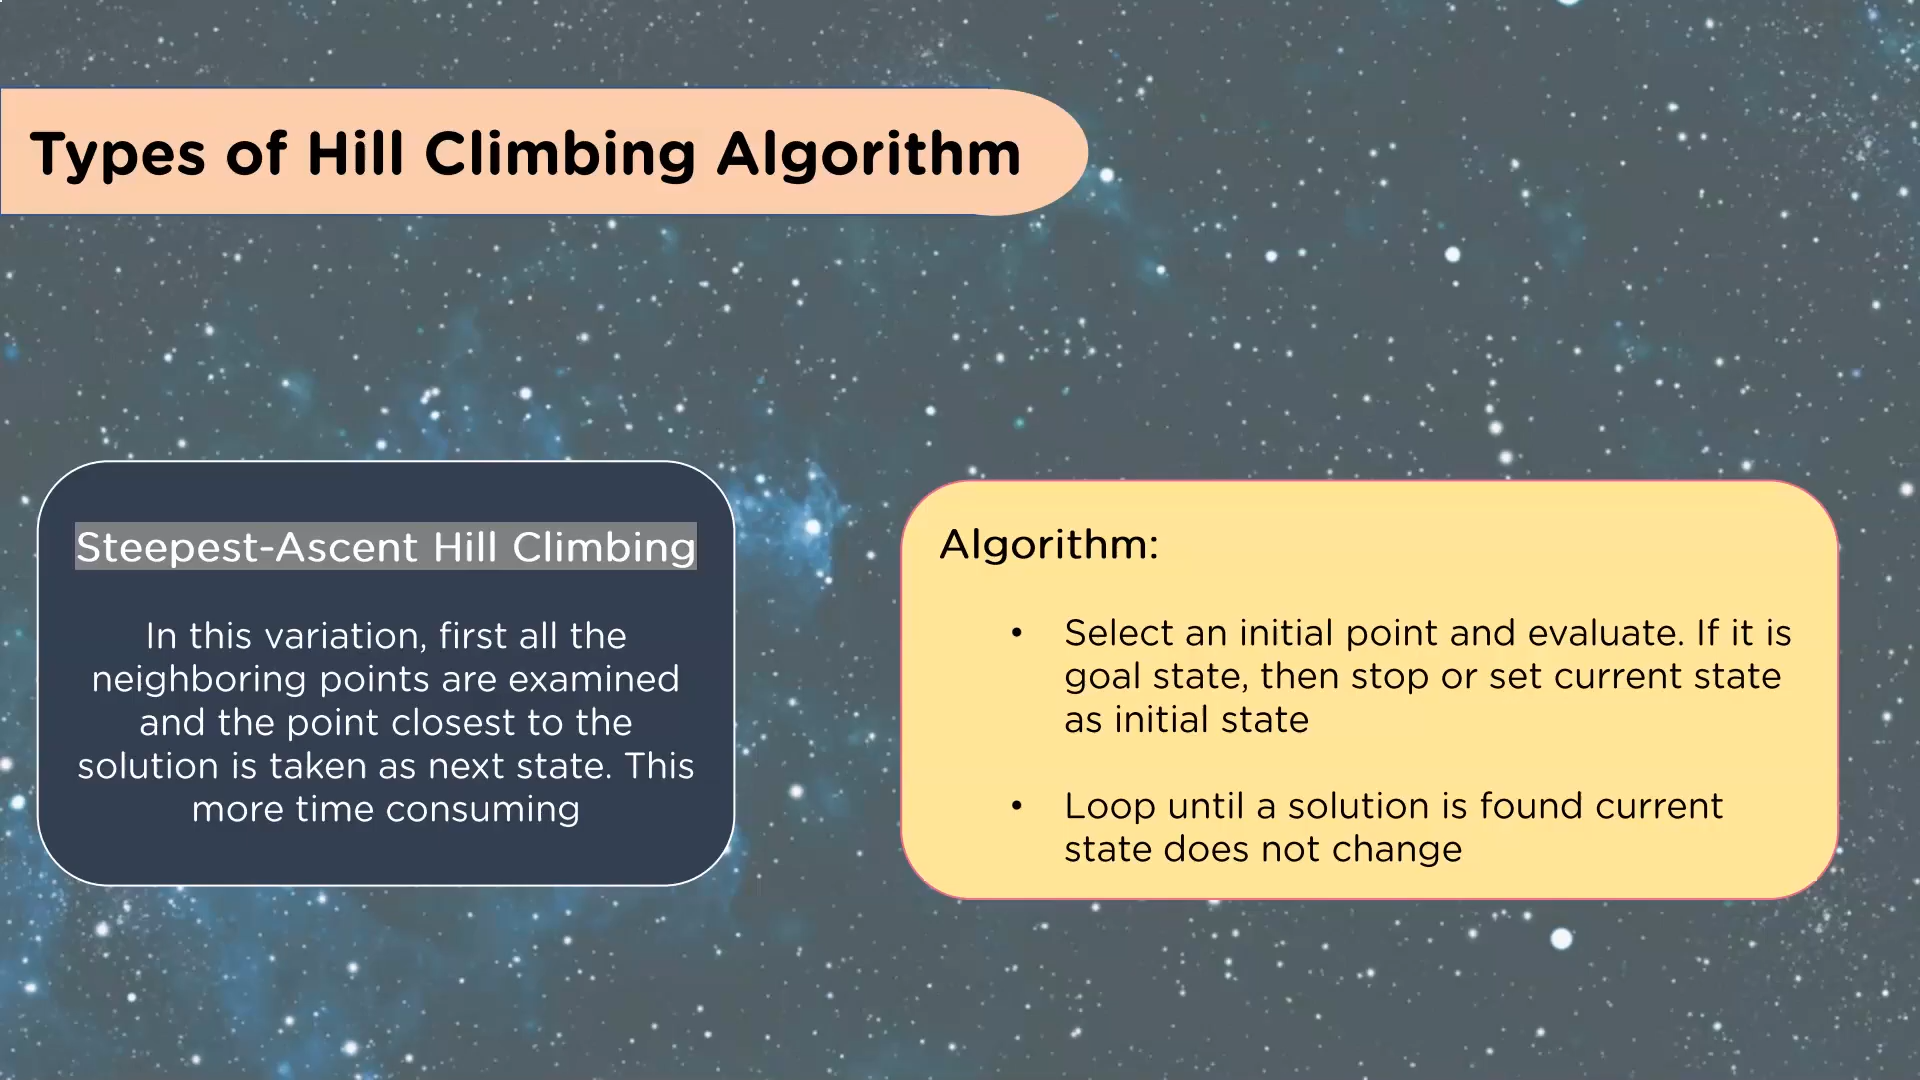 Types of Hill Climbing Algorithm
Steepest-Ascent Hill Climbing
In this variation, first all the
neighboring points are examined
and the point closest to the
solution is taken as next state. This
more time consuming
Algorithm:
• Select an initial point and evaluate. If it is
goal state, then stop or set current state
as initial state
• Loop until a solution is found current
state does not change